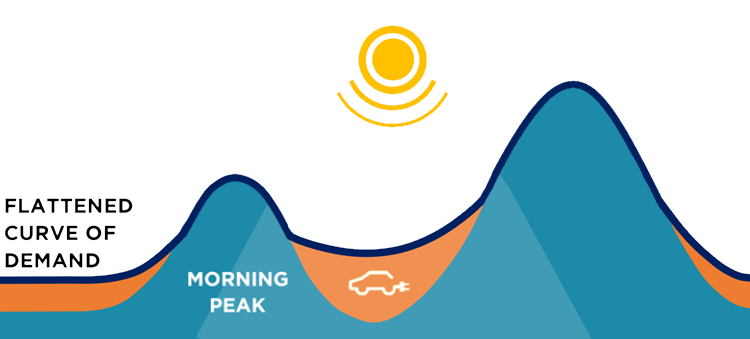 FLATTENED
CURVE OF
DEMAND
MORNING
PEAK